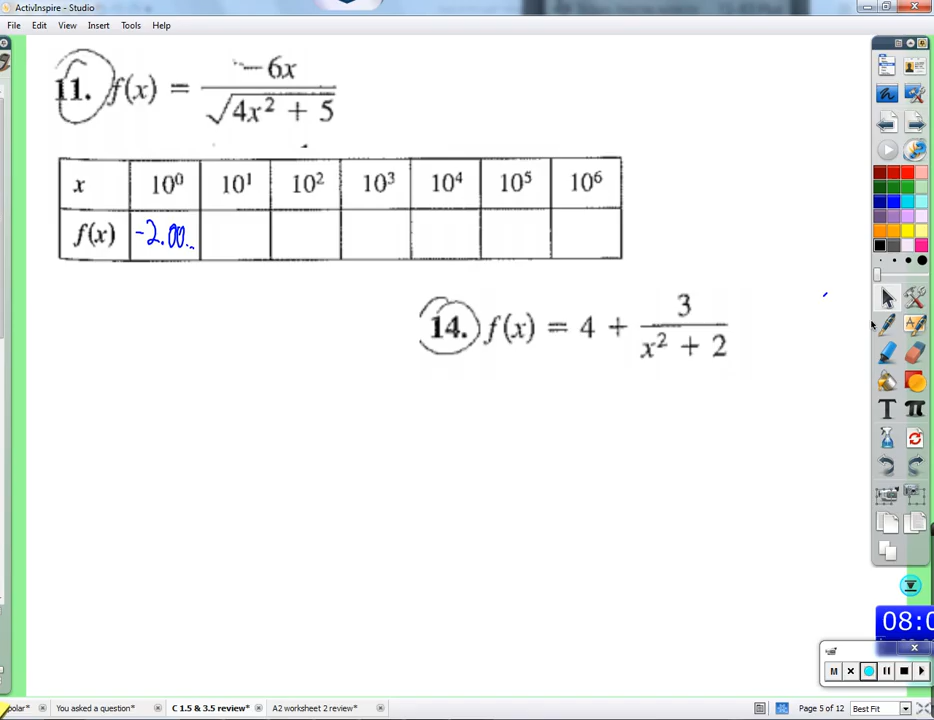 ActivInspire - Studio
File Edit View Insert Tools Help
11. f(x) = −6x / √(4x² + 5)
x 10⁰ 10¹ 10² 10³ 10⁴ 10⁵ 10⁶
f(x) -2.00..
14. f(x) = 4 + 3 / (x² + 2)
T π
08:0
M
polar* You asked a question* C 1.5 & 3.5 review* A2 worksheet 2 review* Page 5 of 12 Best Fit